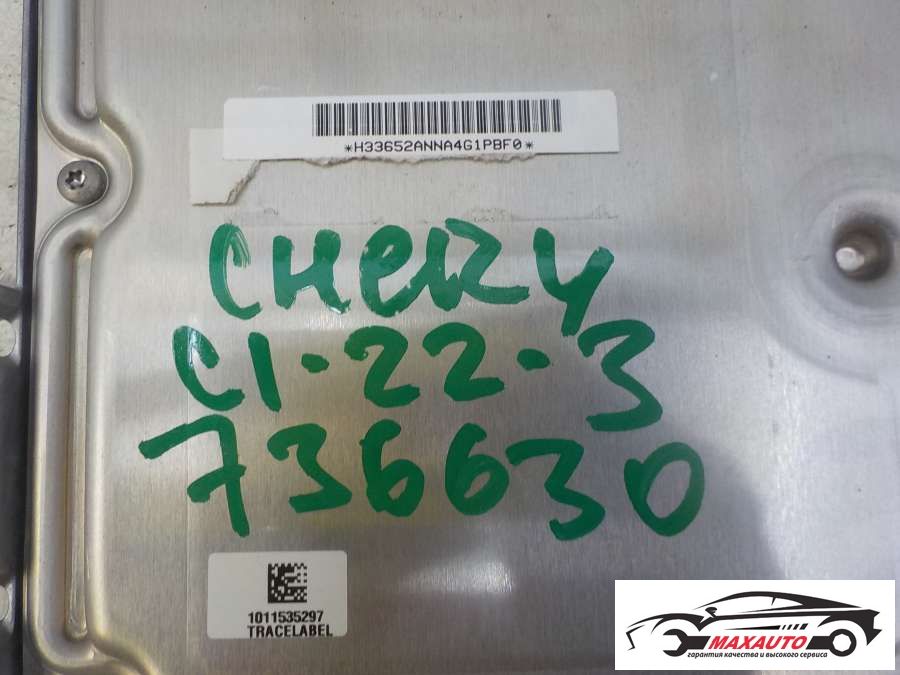 *H33652ANNA4G1PBF0*
CHERY
C1-22-3
736630
1011535297
TRACELABEL
MAXAUTO
гарантия качества и высокого сервиса